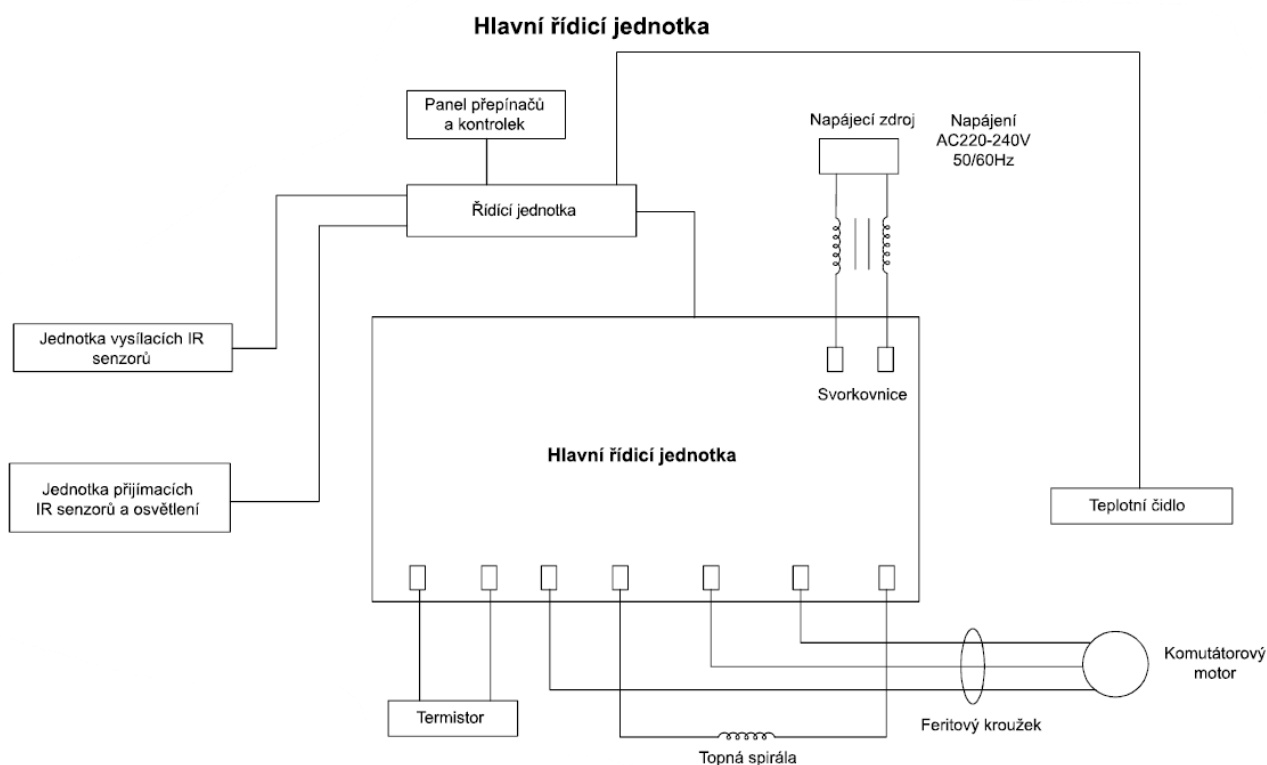 Hlavní řídicí jednotka
Panel přepínačů
a kontrolek
Napájecí zdroj
Napájení
AC220-240V
50/60Hz
Řídící jednotka
Jednotka vysílacích IR
senzorů
Svorkovnice
Hlavní řídicí jednotka
Jednotka přijímacích
IR senzorů a osvětlení
Teplotní čidlo
Komutátorový
motor
Termistor
Feritový kroužek
Topná spirála